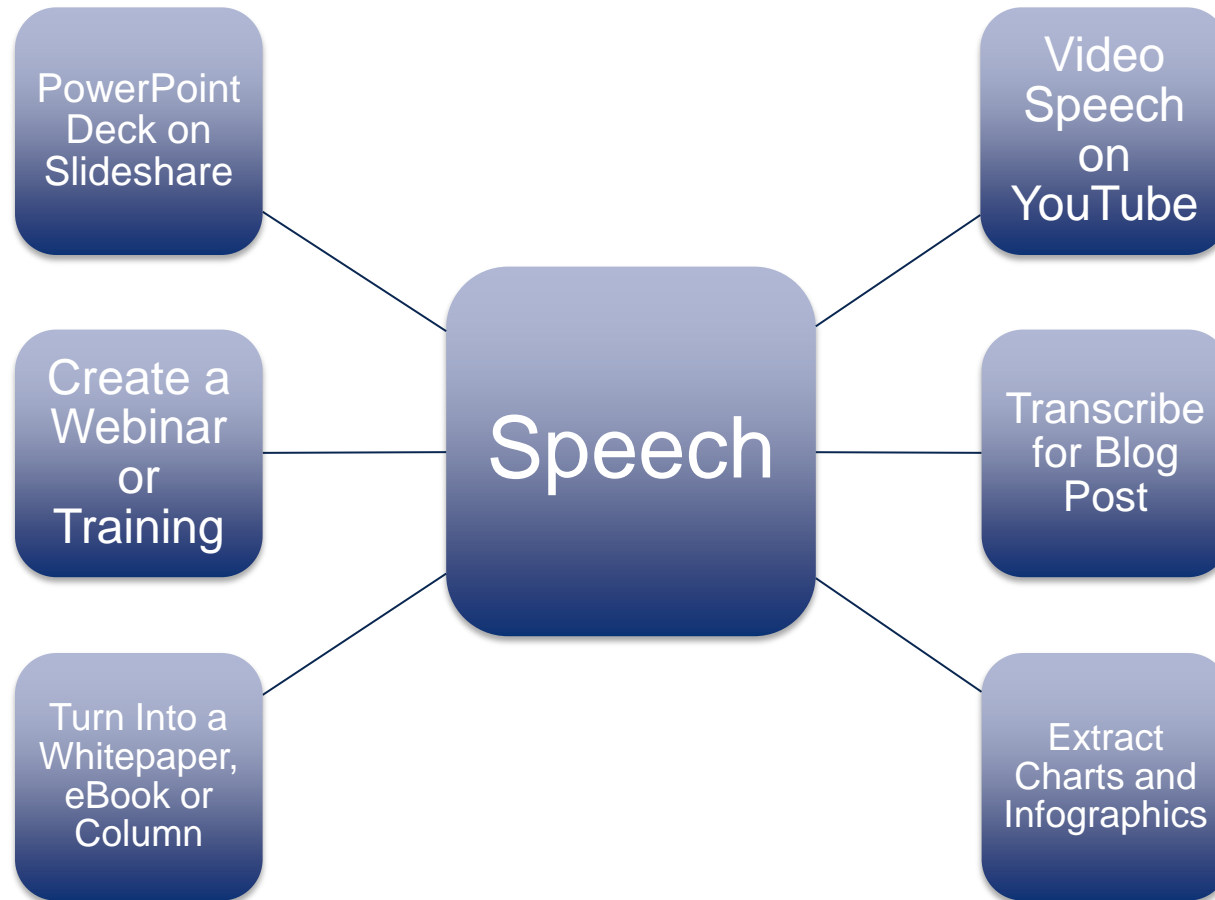 PowerPoint
Deck on
Slideshare
Create a
Webinar
or
Training
Turn Into a
Whitepaper,
eBook or
Column
Speech
Video
Speech
on
YouTube
Transcribe
for Blog
Post
Extract
Charts and
Infographics